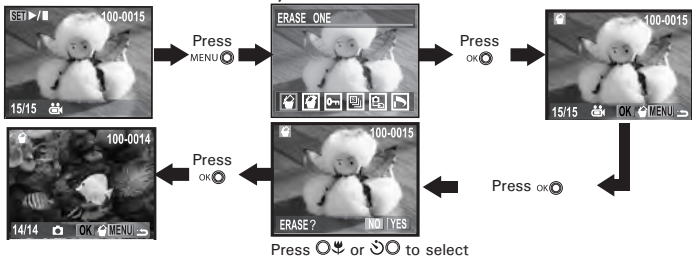 SET 100-0015
15/15
Press
MENU
ERASE ONE
Press
OK
100-0015
15/15 OK MENU
Press OK
100-0015
ERASE? NO YES
Press or to select
Press
OK
100-0014
14/14 OK MENU